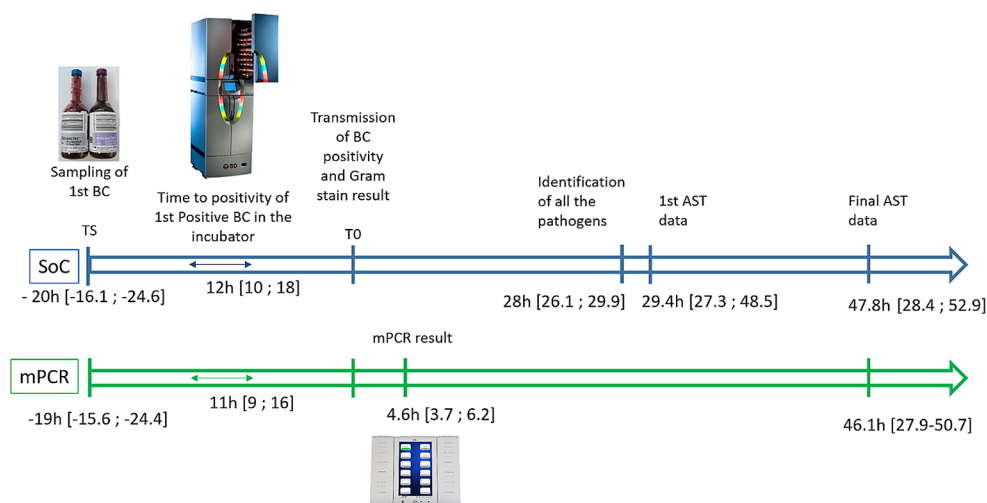 Sampling of
1st BC
Time to positivity of
1st Positive BC in the
incubator
BD
Transmission
of BC
positivity
and Gram
stain result
Identification
of all the
pathogens
1st AST
data
Final AST
data
TS
T0
SoC
- 20h [-16.1 ; -24.6]
12h [10 ; 18]
28h [26.1 ; 29.9]
29.4h [27.3 ; 48.5]
47.8h [28.4 ; 52.9]
mPCR result
mPCR
-19h [-15.6 ; -24.4]
11h [9 ; 16]
4.6h [3.7 ; 6.2]
46.1h [27.9-50.7]